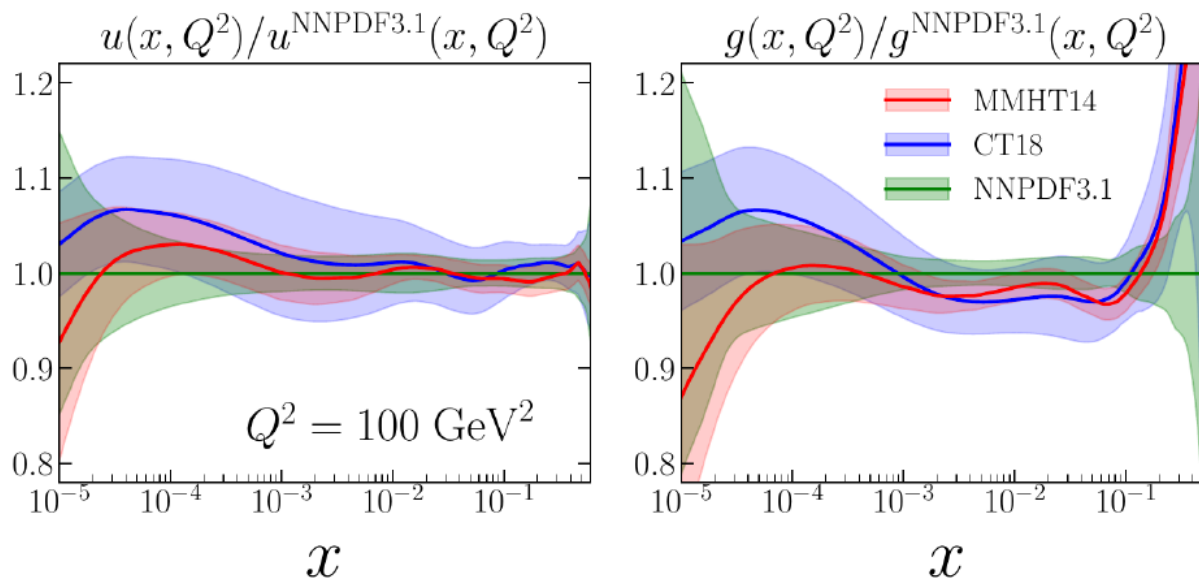 u(x, Q²)/u^NNPDF3.1(x, Q²)
1.2
1.1
1.0
0.9
0.8
Q² = 100 GeV²
10⁻⁵ 10⁻⁴ 10⁻³ 10⁻² 10⁻¹
x
g(x, Q²)/g^NNPDF3.1(x, Q²)
1.2
1.1
1.0
0.9
0.8
MMHT14
CT18
NNPDF3.1
10⁻⁵ 10⁻⁴ 10⁻³ 10⁻² 10⁻¹
x